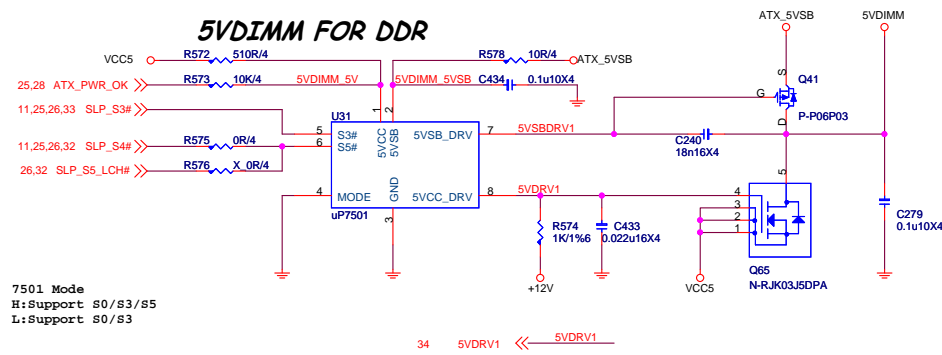 5VDIMM FOR DDR
ATX_5VSB
5VDIMM
VCC5
R572
510R/4
R578
10R/4
ATX_5VSB
25,28 ATX_PWR_OK
R573
10K/4
5VDIMM_5V
5VDIMM_5VSB
C434
0.1u10X4
Q41
S
G
D
P-P06P03
11,25,26,33 SLP_S3#
1
2
U31
5 S3#
6 S5#
5VCC
5VSB
5VSB_DRV 7
5VSBDRV1
11,25,26,32 SLP_S4#
R575
0R/4
26,32 SLP_S5_LCH#
R576
X_0R/4
C240
18n16X4
4 MODE
GND
5VCC_DRV 8
5VDRV1
uP7501
3
5
4
3
2
1
R574
1K/1%6
C433
0.022u16X4
C279
0.1u10X4
+12V
VCC5
Q65
N-RJK03J5DPA
7501 Mode
H:Support S0/S3/S5
L:Support S0/S3
34 5VDRV1
5VDRV1